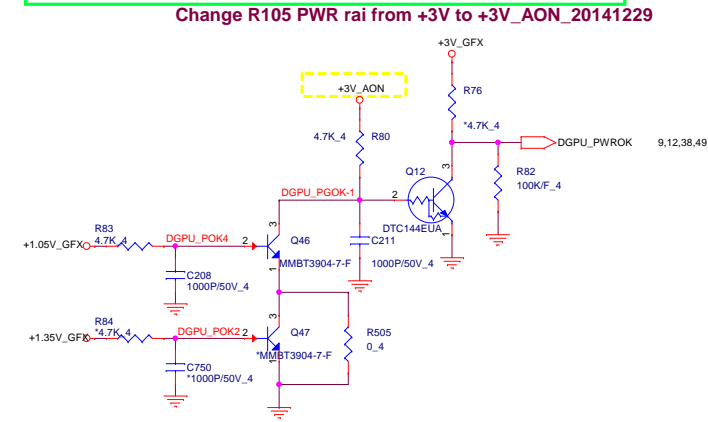 Change R105 PWR rai from +3V to +3V_AON_20141229
+3V_GFX
+3V_AON
R76
*4.7K_4
4.7K_4
R80
DGPU_PWROK
9,12,38,49
3
Q12
R82
100K/F_4
DGPU_PGOK-1
2
DTC144EUA
1
R83
4.7K_4
+1.05V_GFX
DGPU_POK4
2
3
Q46
MMBT3904-7-F
1
C211
1000P/50V_4
C208
1000P/50V_4
R84
*4.7K_4
+1.35V_GFX
DGPU_POK2
2
3
Q47
*MMBT3904-7-F
1
R505
0_4
C750
*1000P/50V_4